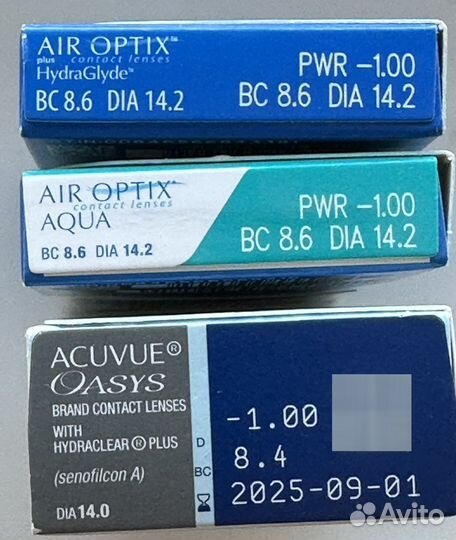 AIR OPTIX™
plus contact lenses
HydraGlyde™
BC 8.6 DIA 14.2
PWR -1.00
BC 8.6 DIA 14.2
AIR OPTIX™
contact lenses
AQUA
BC 8.6 DIA 14.2
PWR -1.00
BC 8.6 DIA 14.2
ACUVUE®
OASYS
BRAND CONTACT LENSES
WITH
HYDRACLEAR® PLUS
(senofilcon A)
DIA 14.0
D -1.00
BC 8.4
2025-09-01
Avito